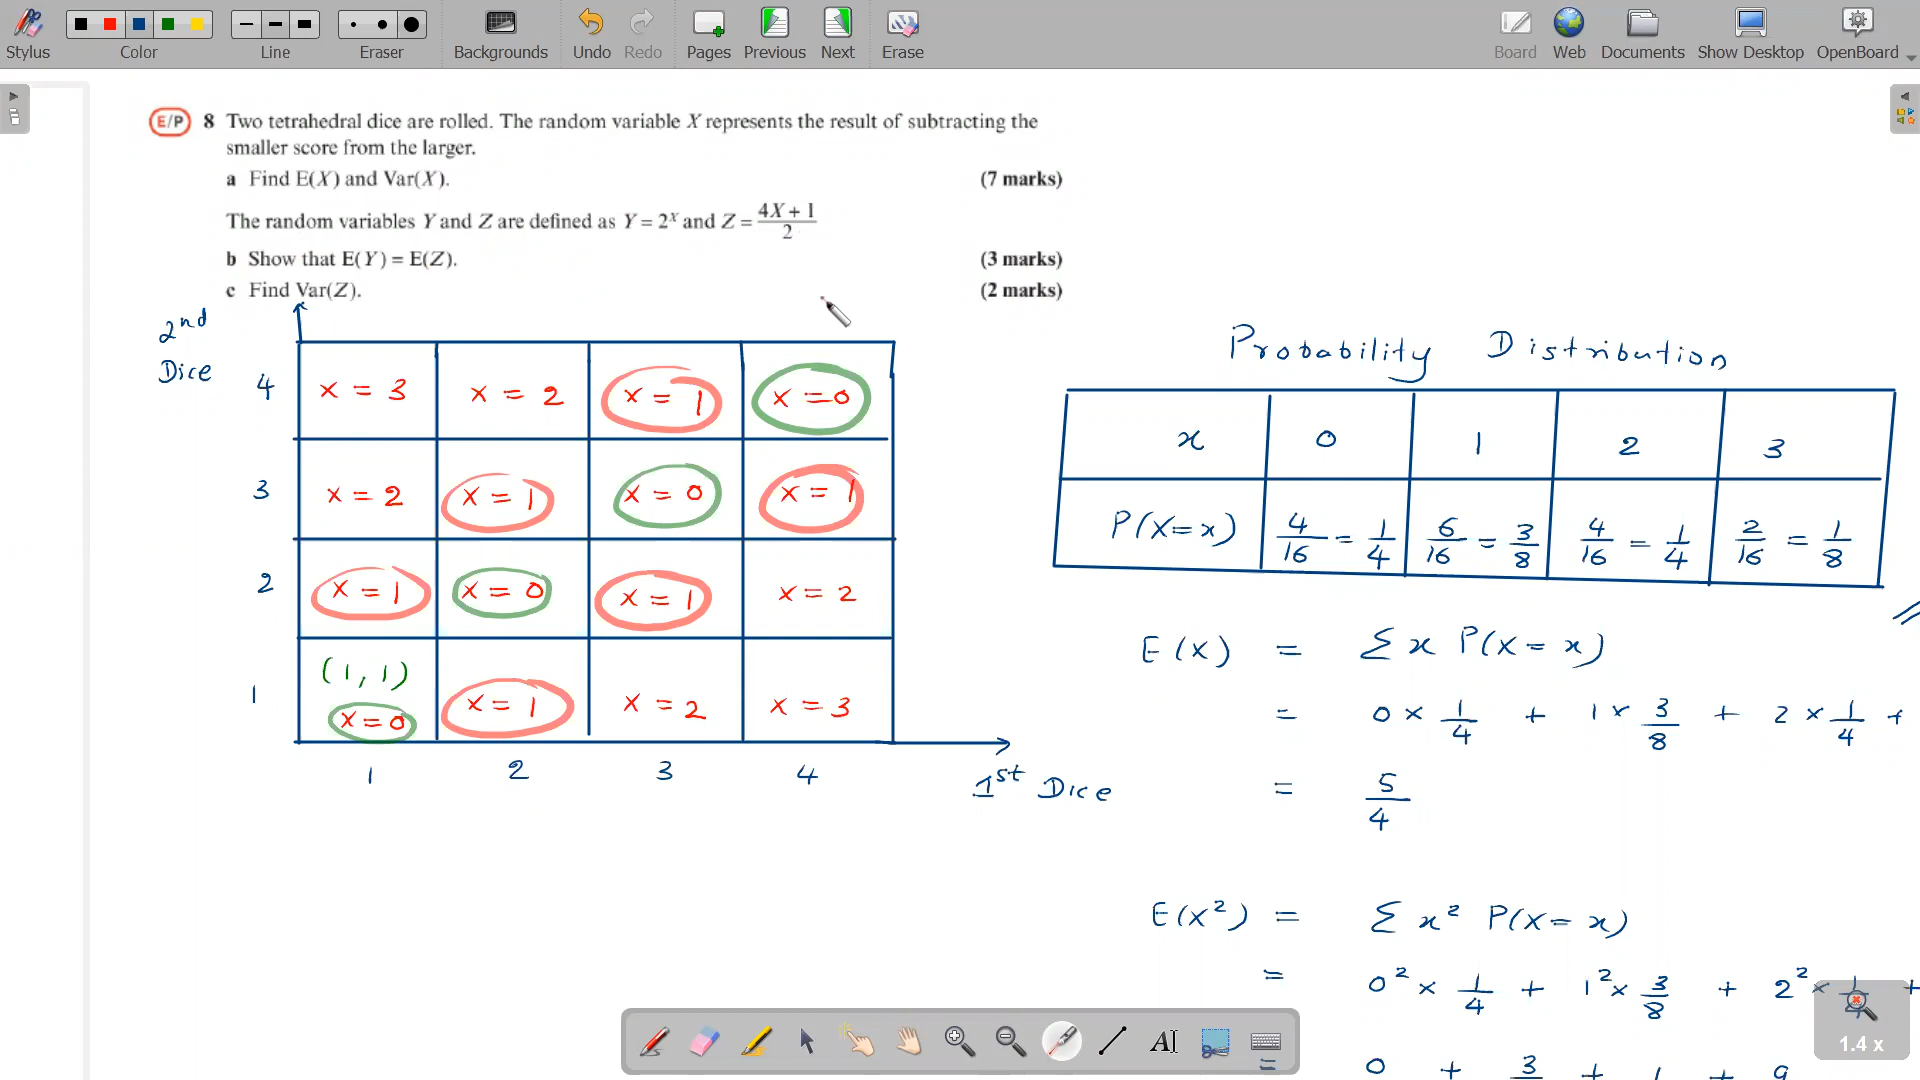 Stylus Color Line Eraser Backgrounds Undo Redo Pages Previous Next Erase Board Web Documents Show Desktop OpenBoard
E/P 8 Two tetrahedral dice are rolled. The random variable X represents the result of subtracting the
smaller score from the larger.
a Find E(X) and Var(X). (7 marks)
The random variables Y and Z are defined as Y = 2^X and Z = (4X + 1)/2
b Show that E(Y) = E(Z). (3 marks)
c Find Var(Z). (2 marks)
2nd
Dice
4 x = 3 x = 2 x = 1 x = 0
3 x = 2 x = 1 x = 0 x = 1
2 x = 1 x = 0 x = 1 x = 2
(1, 1)
1 x = 0 x = 1 x = 2 x = 3
1 2 3 4
1st Dice
Probability Distribution
x 0 1 2 3
P(X = x) 4/16 = 1/4 6/16 = 3/8 4/16 = 1/4 2/16 = 1/8
E(X) = Σ x P(X = x)
= 0 × 1/4 + 1 × 3/8 + 2 × 1/4 +
= 5/4
E(X²) = Σ x² P(X = x)
= 0² × 1/4 + 1² × 3/8 + 2² ×
0 + 3 + 1 + 9
1.4 x